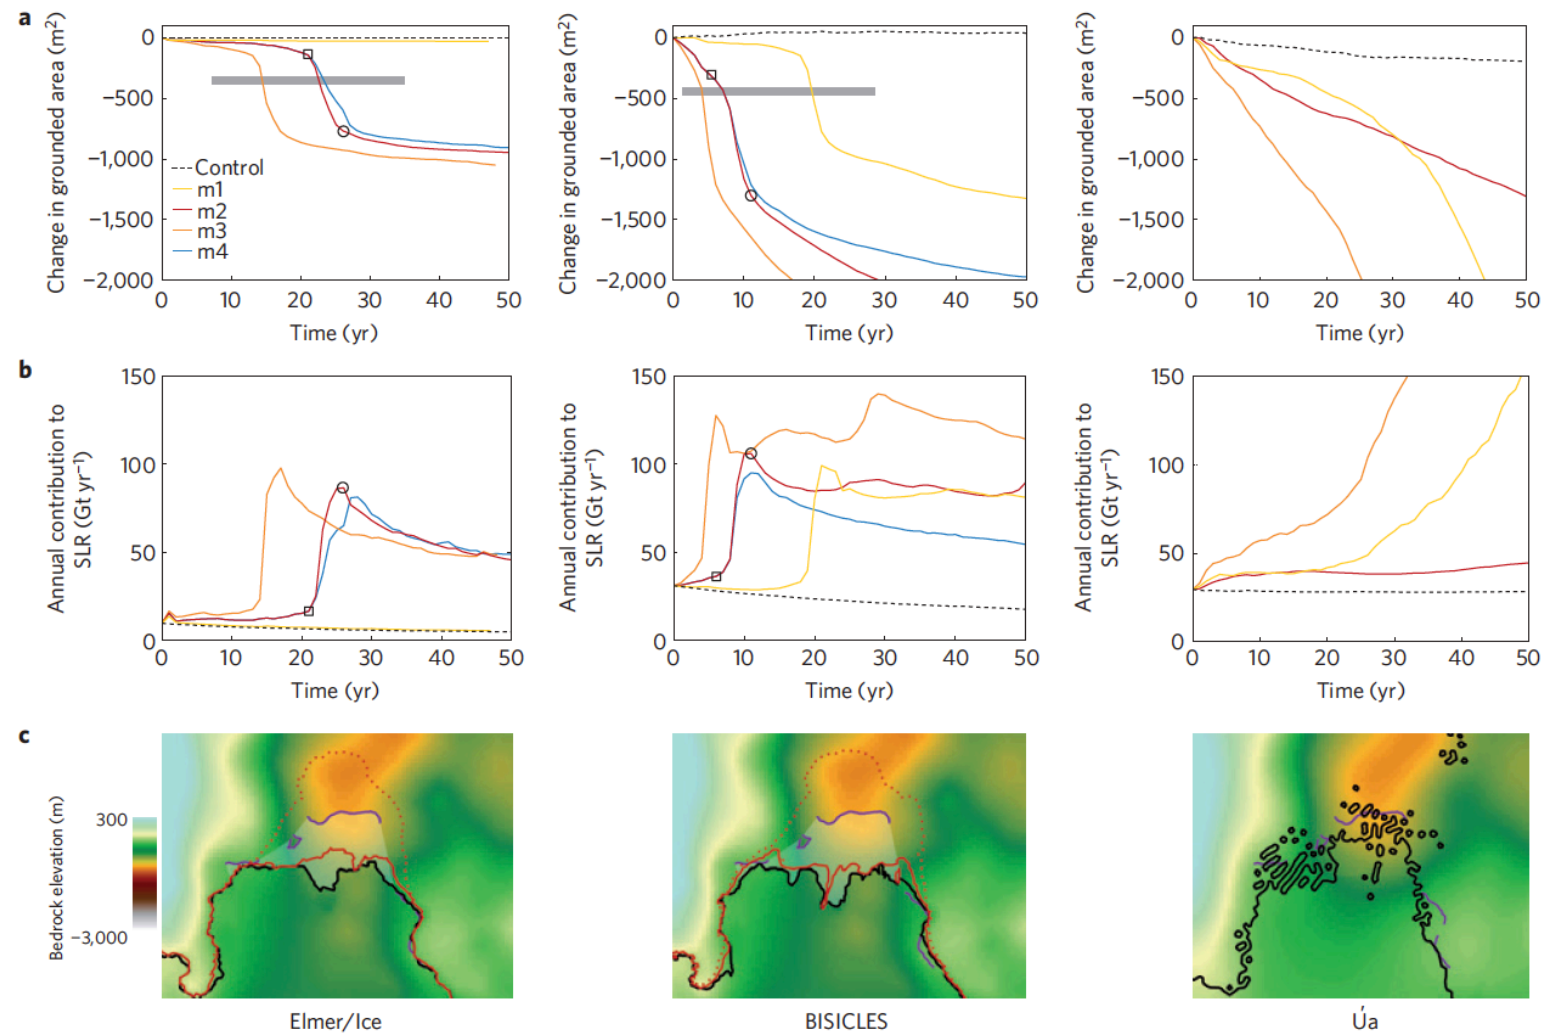 a
Change in grounded area (m²)
0
−500
−1,000
−1,500
−2,000
Control
m1
m2
m3
m4
0 10 20 30 40 50
Time (yr)
Change in grounded area (m²)
0
−500
−1,000
−1,500
−2,000
0 10 20 30 40 50
Time (yr)
Change in grounded area (m²)
0
−500
−1,000
−1,500
−2,000
0 10 20 30 40 50
Time (yr)
b
Annual contribution to
SLR (Gt yr⁻¹)
150
100
50
0
0 10 20 30 40 50
Time (yr)
Annual contribution to
SLR (Gt yr⁻¹)
150
100
50
0
0 10 20 30 40 50
Time (yr)
Annual contribution to
SLR (Gt yr⁻¹)
150
100
50
0
0 10 20 30 40 50
Time (yr)
c
Bedrock elevation (m)
300
−3,000
Elmer/Ice
BISICLES
Úa